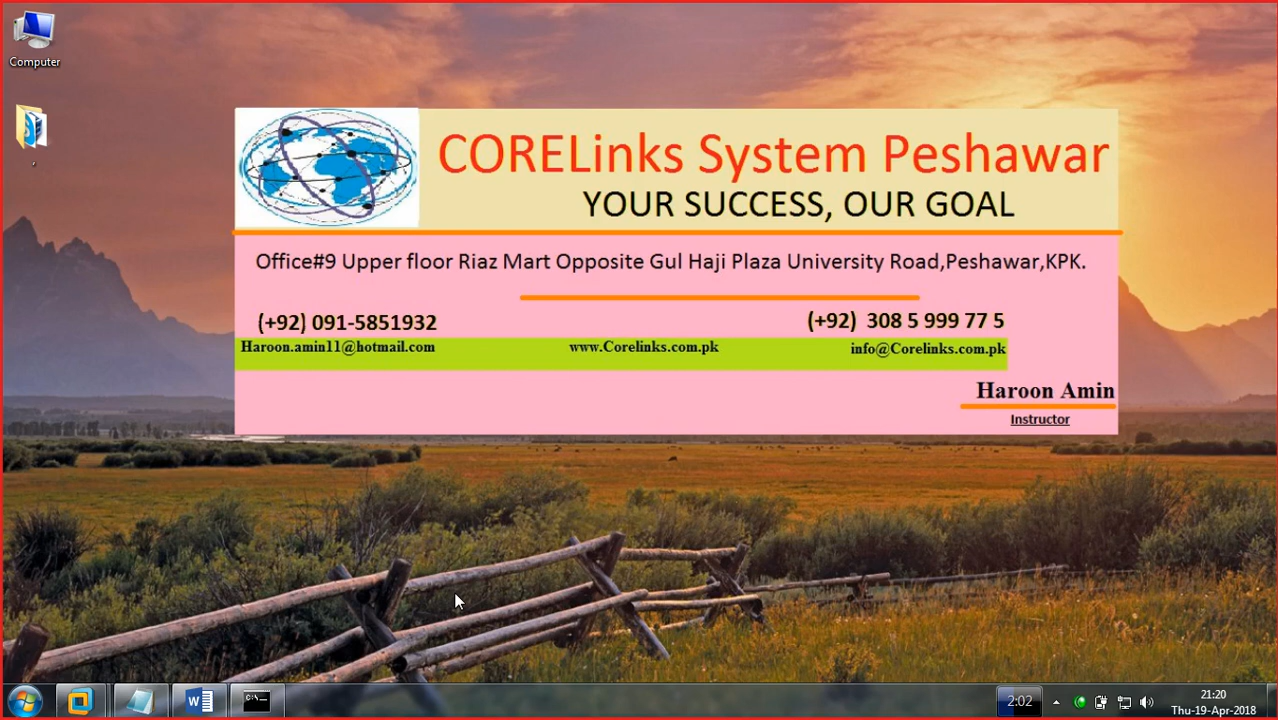 Computer
.
CORELinks System Peshawar
YOUR SUCCESS, OUR GOAL
Office#9 Upper floor Riaz Mart Opposite Gul Haji Plaza University Road,Peshawar,KPK.
(+92) 091-5851932
(+92) 308 5 999 77 5
Haroon.amin11@hotmail.com
www.Corelinks.com.pk
info@Corelinks.com.pk
Haroon Amin
Instructor
C:\.
2:02
21:20
Thu-19-Apr-2018